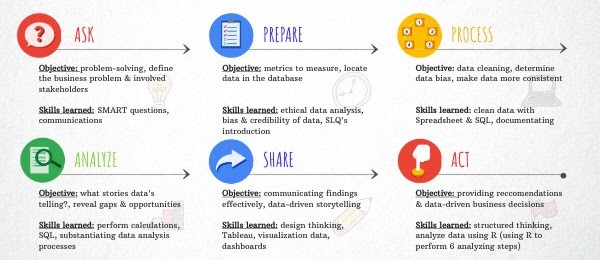 ASK
Objective: problem-solving, define
the business problem & involved
stakeholders
Skills learned: SMART questions,
communications
PREPARE
Objective: metrics to measure, locate
data in the database
Skills learned: ethical data analysis,
bias & credibility of data, SLQ's
introduction
PROCESS
Objective: data cleaning, determine
data bias, make data more consistent
Skills learned: clean data with
Spreadsheet & SQL, documentating
ANALYZE
Objective: what stories data's
telling?, reveal gaps & opportunities
Skills learned: perform calculations,
SQL, substantiating data analysis
processes
SHARE
Objective: communicating findings
effectively, data-driven storytelling
Skills learned: design thinking,
Tableau, visualization data,
dashboards
ACT
Objective: providing reccomendations
& data-driven business decisions
Skills learned: structured thinking,
analyze data using R (using R to
perform 6 analyzing steps)